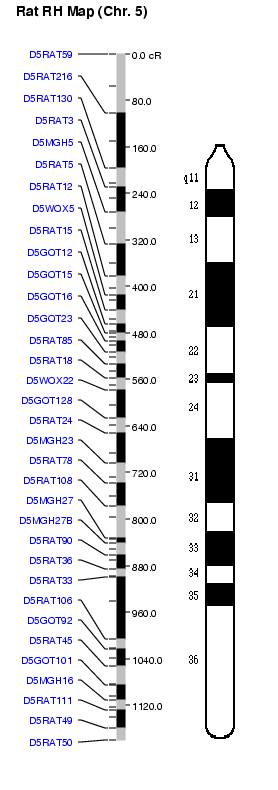 Rat RH Map (Chr. 5)
D5RAT59
0.0 cR
D5RAT216
D5RAT130
80.0
D5RAT3
D5MGH5
160.0
D5RAT5
D5RAT12
240.0
D5WOX5
D5RAT15
320.0
D5GOT12
D5GOT15
400.0
D5GOT16
D5GOT23
480.0
D5RAT85
D5RAT18
560.0
D5WOX22
D5GOT128
D5RAT24
640.0
D5MGH23
D5RAT78
720.0
D5RAT108
D5MGH27
800.0
D5MGH27B
D5RAT90
D5RAT36
880.0
D5RAT33
D5RAT106
960.0
D5GOT92
D5RAT45
D5GOT101
1040.0
D5MGH16
D5RAT111
1120.0
D5RAT49
D5RAT50
q11
12
13
21
22
23
24
31
32
33
34
35
36